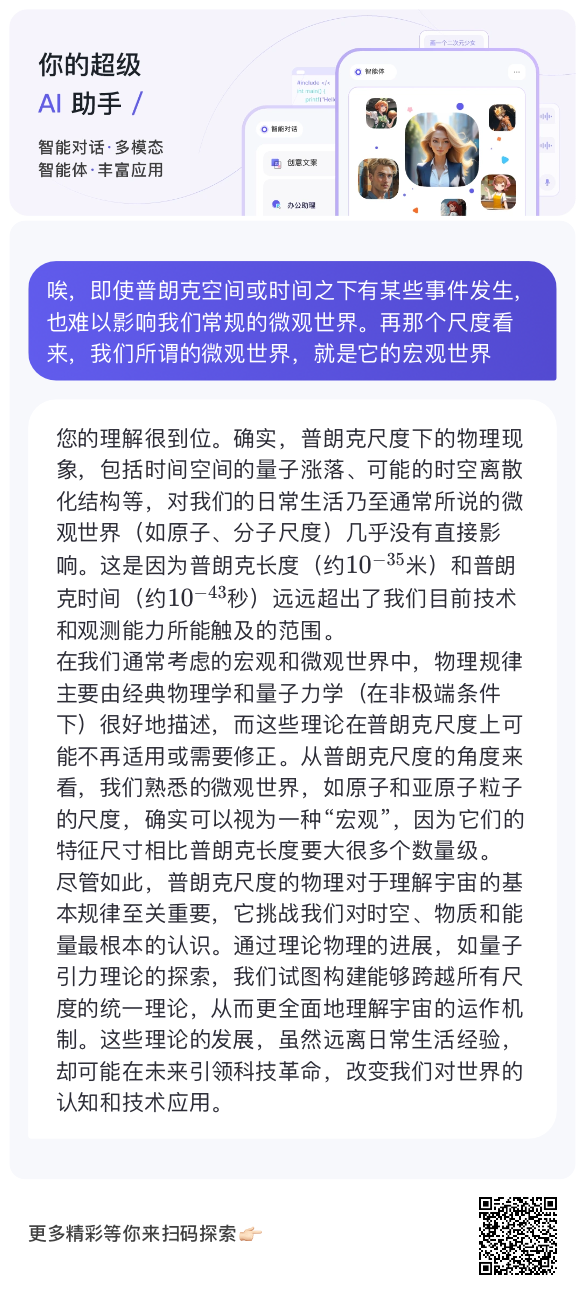 你的超级
AI 助手 /
智能对话·多模态
智能体·丰富应用
画一个二次元少女
#include </>
int main() {
智能对话
创意文案
办公助理
智能体
唉，即使普朗克空间或时间之下有某些事件发生，
也难以影响我们常规的微观世界。再那个尺度看
来，我们所谓的微观世界，就是它的宏观世界
您的理解很到位。确实，普朗克尺度下的物理现
象，包括时间空间的量子涨落、可能的时空离散
化结构等，对我们的日常生活乃至通常所说的微
观世界（如原子、分子尺度）几乎没有直接影
响。这是因为普朗克长度（约10⁻³⁵米）和普朗
克时间（约10⁻⁴³秒）远远超出了我们目前技术
和观测能力所能触及的范围。
在我们通常考虑的宏观和微观世界中，物理规律
主要由经典物理学和量子力学（在非极端条件
下）很好地描述，而这些理论在普朗克尺度上可
能不再适用或需要修正。从普朗克尺度的角度来
看，我们熟悉的微观世界，如原子和亚原子粒子
的尺度，确实可以视为一种“宏观”，因为它们的
特征尺寸相比普朗克长度要大很多个数量级。
尽管如此，普朗克尺度的物理对于理解宇宙的基
本规律至关重要，它挑战我们对时空、物质和能
量最根本的认识。通过理论物理的进展，如量子
引力理论的探索，我们试图构建能够跨越所有尺
度的统一理论，从而更全面地理解宇宙的运作机
制。这些理论的发展，虽然远离日常生活经验，
却可能在未来引领科技革命，改变我们对世界的
认知和技术应用。
更多精彩等你来扫码探索👉🏻